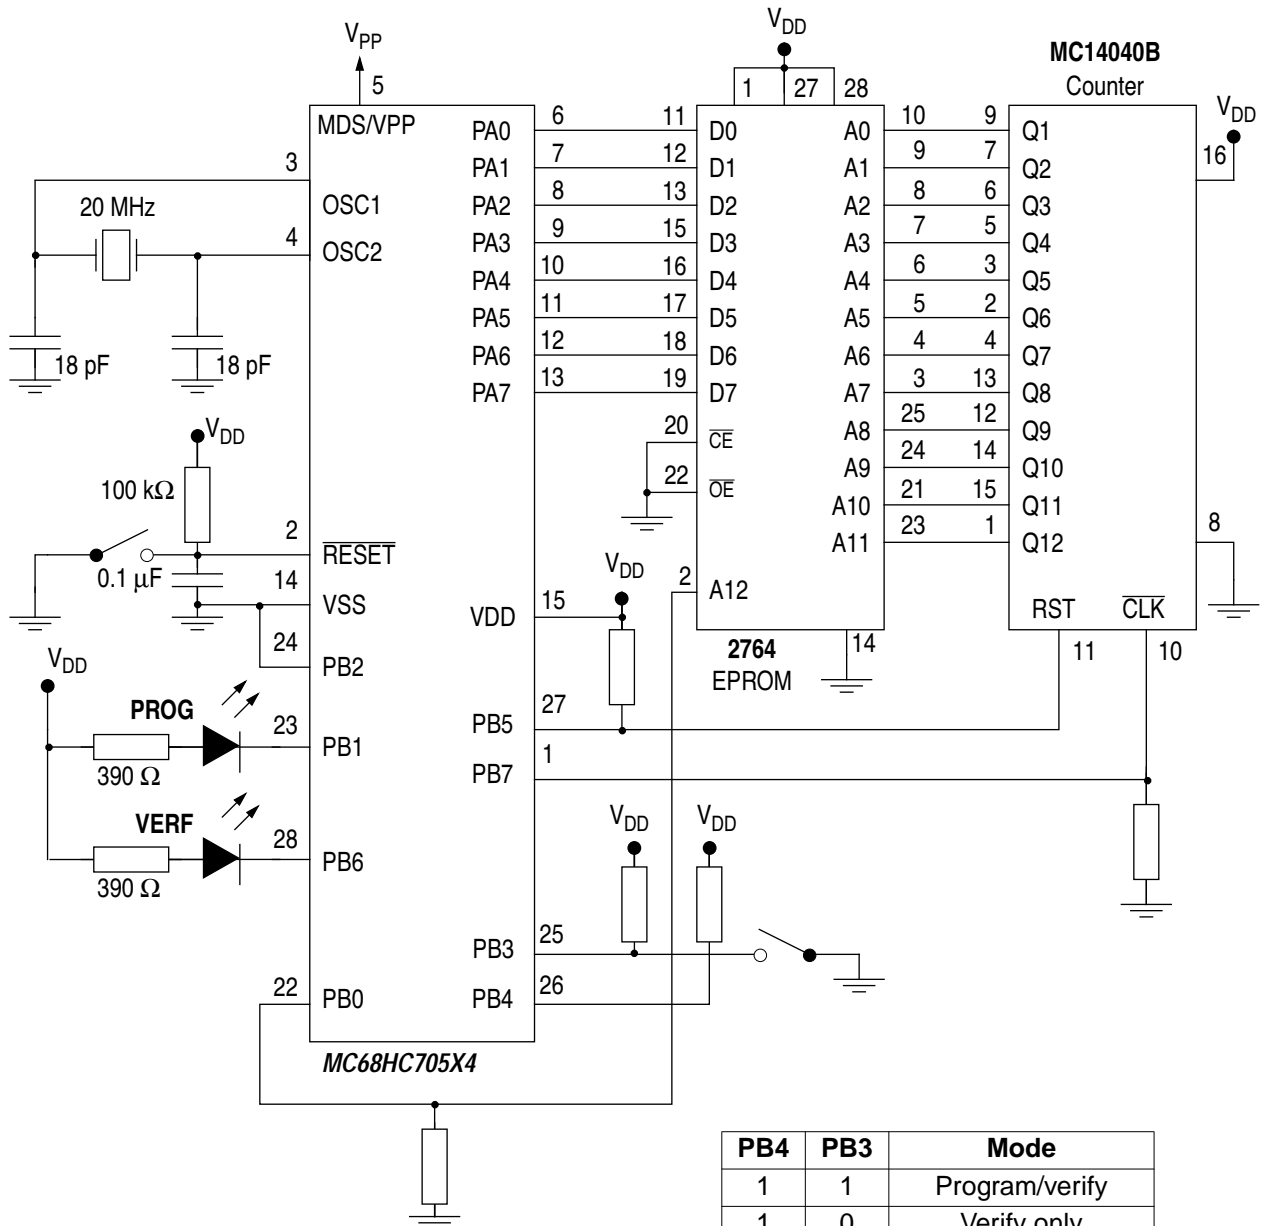 VPP
5
MDS/VPP
3
OSC1
20 MHz
4
OSC2
18 pF
18 pF
VDD
100 kΩ
2
RESET
0.1 µF
14
VSS
24
PB2
VDD
PROG
23
PB1
390 Ω
VERF
28
PB6
390 Ω
22
PB0
MC68HC705X4
PA0 6 11 D0
PA1 7 12 D1
PA2 8 13 D2
PA3 9 15 D3
PA4 10 16 D4
PA5 11 17 D5
PA6 12 18 D6
PA7 13 19 D7
20 CE
22 OE
VDD
VDD 15
27
PB5
1
PB7
VDD
VDD
25
PB3
26
PB4
VDD
1 27 28
A0 10 9 Q1
A1 9 7 Q2
A2 8 6 Q3
A3 7 5 Q4
A4 6 3 Q5
A5 5 2 Q6
A6 4 4 Q7
A7 3 13 Q8
A8 25 12 Q9
A9 24 14 Q10
A10 21 15 Q11
A11 23 1 Q12
2 A12
2764
EPROM
14
MC14040B
Counter
VDD
16
8
RST CLK
11 10
PB4 PB3 Mode
1 1 Program/verify
1 0 Verify only